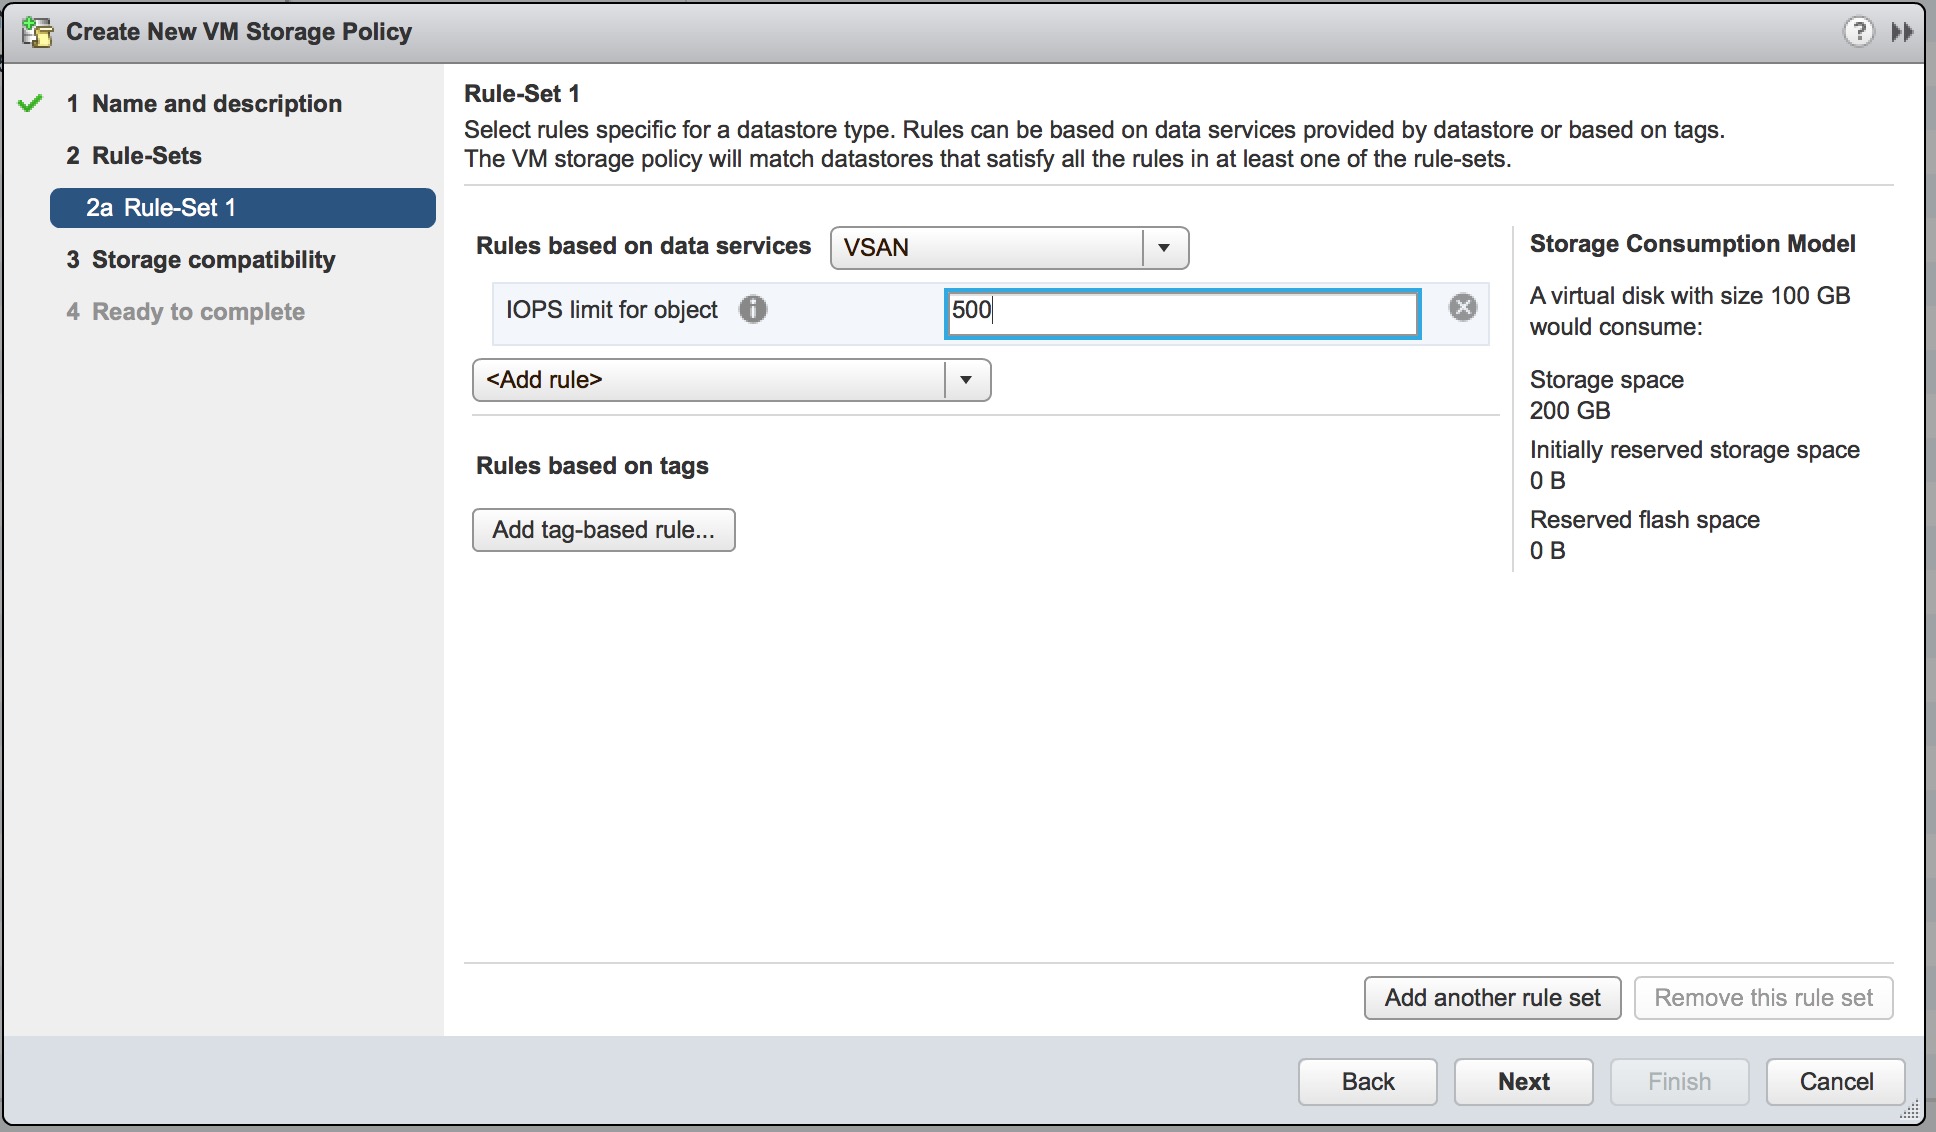 Create New VM Storage Policy
?
1 Name and description
2 Rule-Sets
2a Rule-Set 1
3 Storage compatibility
4 Ready to complete
Rule-Set 1
Select rules specific for a datastore type. Rules can be based on data services provided by datastore or based on tags.
The VM storage policy will match datastores that satisfy all the rules in at least one of the rule-sets.
Rules based on data services VSAN
IOPS limit for object i 500
<Add rule>
Rules based on tags
Add tag-based rule...
Storage Consumption Model
A virtual disk with size 100 GB
would consume:
Storage space
200 GB
Initially reserved storage space
0 B
Reserved flash space
0 B
Add another rule set Remove this rule set
Back Next Finish Cancel